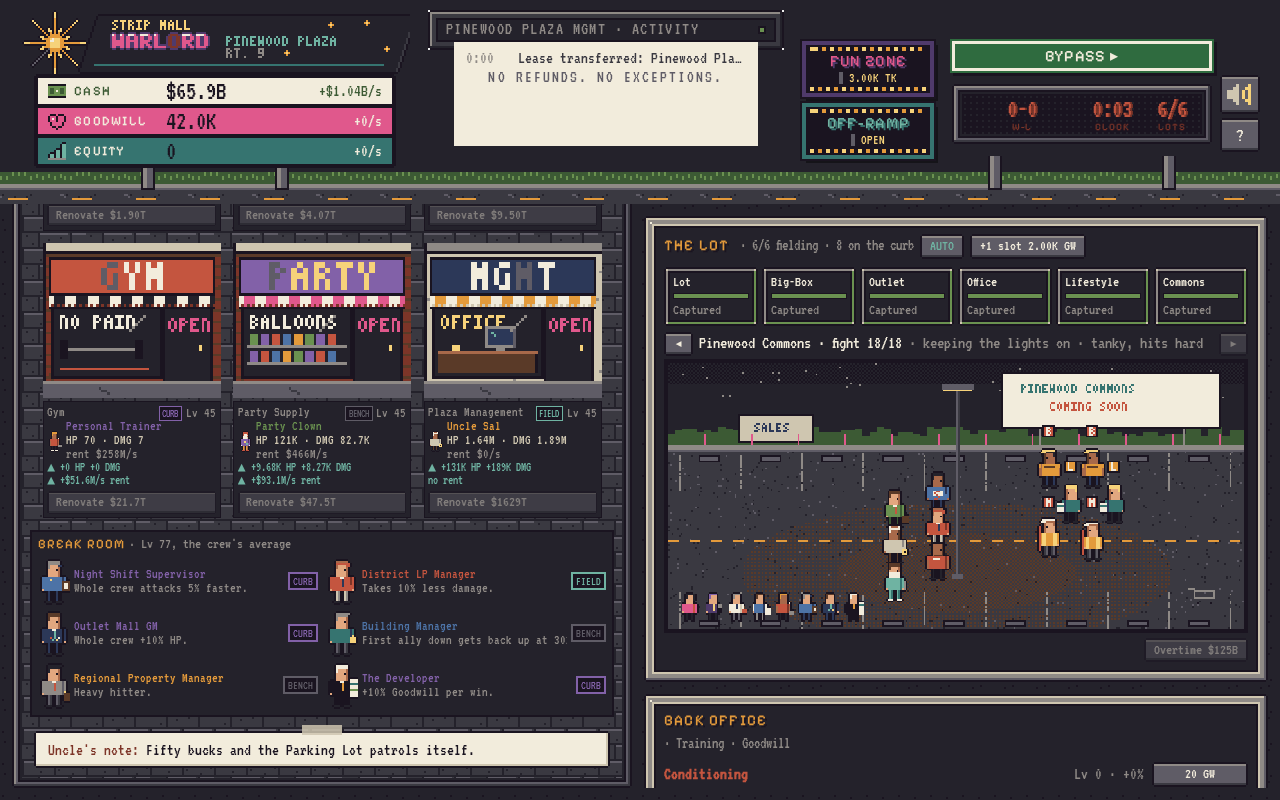 STRIP MALL
WARLORD
PINEWOOD PLAZA
RT. 9
CASH $65.9B +$1.04B/s
GOODWILL 42.0K +0/s
EQUITY 0 +0/s
PINEWOOD PLAZA MGMT · ACTIVITY
0:00 Lease transferred: Pinewood Pla…
NO REFUNDS. NO EXCEPTIONS.
FUN ZONE
3.00K TK
OFF-RAMP
OPEN
BYPASS ▶
0-0 0:03 6/6
W-L CLOCK LOTS
?
Renovate $1.90T
Renovate $4.07T
Renovate $9.50T
GYM
NO PAIN
OPEN
PARTY
BALLOONS
OPEN
MGMT
OFFICE
OPEN
Gym CURB Lv 45
Personal Trainer
HP 70 · DMG 7
rent $258M/s
▲ +0 HP +0 DMG
▲ +$51.6M/s rent
Renovate $21.7T
Party Supply BENCH Lv 45
Party Clown
HP 121K · DMG 82.7K
rent $466M/s
▲ +9.68K HP +8.27K DMG
▲ +$93.1M/s rent
Renovate $47.5T
Plaza Management FIELD Lv 45
Uncle Sal
HP 1.64M · DMG 1.89M
rent $0/s
▲ +131K HP +189K DMG
no rent
Renovate $1629T
BREAK ROOM · Lv 77, the crew's average
Night Shift Supervisor
Whole crew attacks 5% faster.
CURB
District LP Manager
Takes 10% less damage.
FIELD
Outlet Mall GM
Whole crew +10% HP.
CURB
Building Manager
First ally down gets back up at 30
BENCH
Regional Property Manager
Heavy hitter.
BENCH
The Developer
+10% Goodwill per win.
CURB
Uncle's note: Fifty bucks and the Parking Lot patrols itself.
THE LOT · 6/6 fielding · 8 on the curb AUTO +1 slot 2.00K GW
Lot
Captured
Big-Box
Captured
Outlet
Captured
Office
Captured
Lifestyle
Captured
Commons
Captured
◄ Pinewood Commons · fight 18/18 · keeping the lights on · tanky, hits hard ►
SALES
PINEWOOD COMMONS
COMING SOON
B B
L L
M M
Overtime $125B
BACK OFFICE
· Training · Goodwill
Conditioning Lv 0 · +0% 20 GW